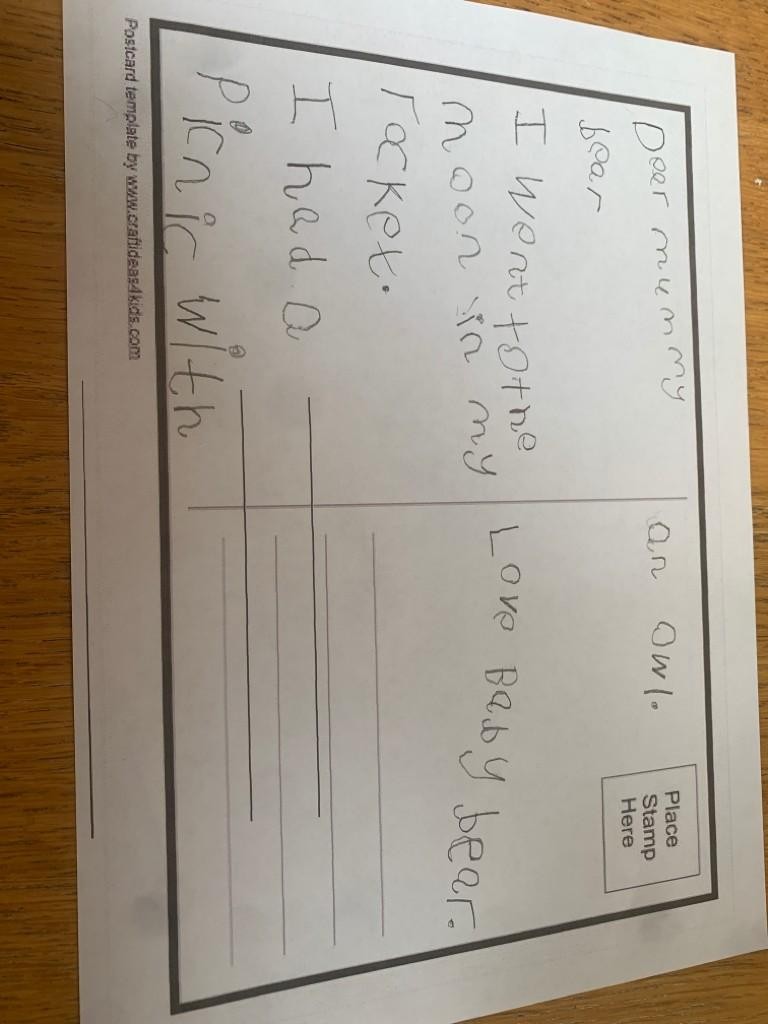 Deer mummy
bear
I went to the
moon in my
rocket.
I had a
picnic with
an owl.
Love Baby bear.
Place
Stamp
Here
Postcard template by www.craftideas4kids.com